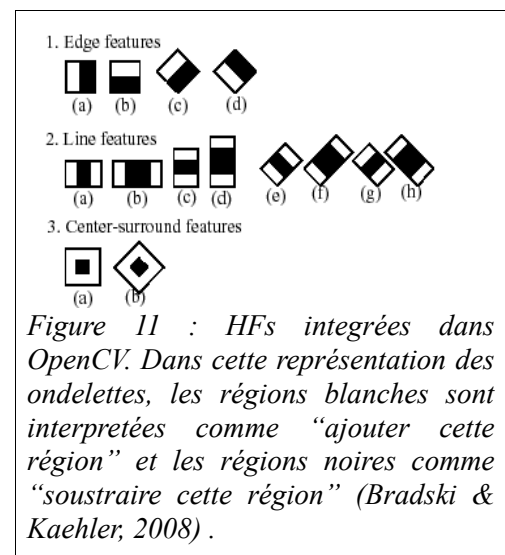 1. Edge features
(a) (b) (c) (d)
2. Line features
(a) (b) (c) (d) (e) (f) (g) (h)
3. Center-surround features
(a) (b)
Figure 11 : HFs integrées dans
OpenCV. Dans cette représentation des
ondelettes, les régions blanches sont
interpretées comme “ajouter cette
région” et les régions noires comme
“soustraire cette région” (Bradski &
Kaehler, 2008) .